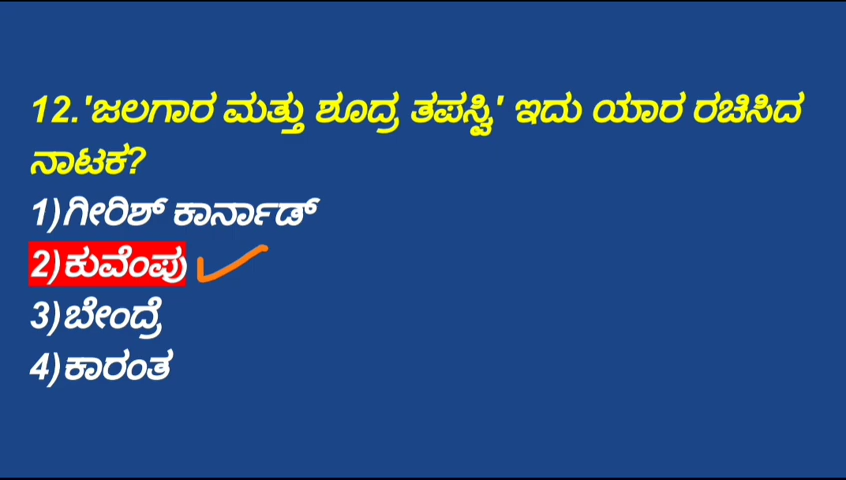 12.'ಜಲಗಾರ ಮತ್ತು ಶೂದ್ರ ತಪಸ್ವಿ' ಇದು ಯಾರ ರಚಿಸಿದ
ನಾಟಕ?
1)ಗೀರಿಶ್ ಕಾರ್ನಾಡ್
2)ಕುವೆಂಪು
3)ಬೇಂದ್ರೆ
4)ಕಾರಂತ